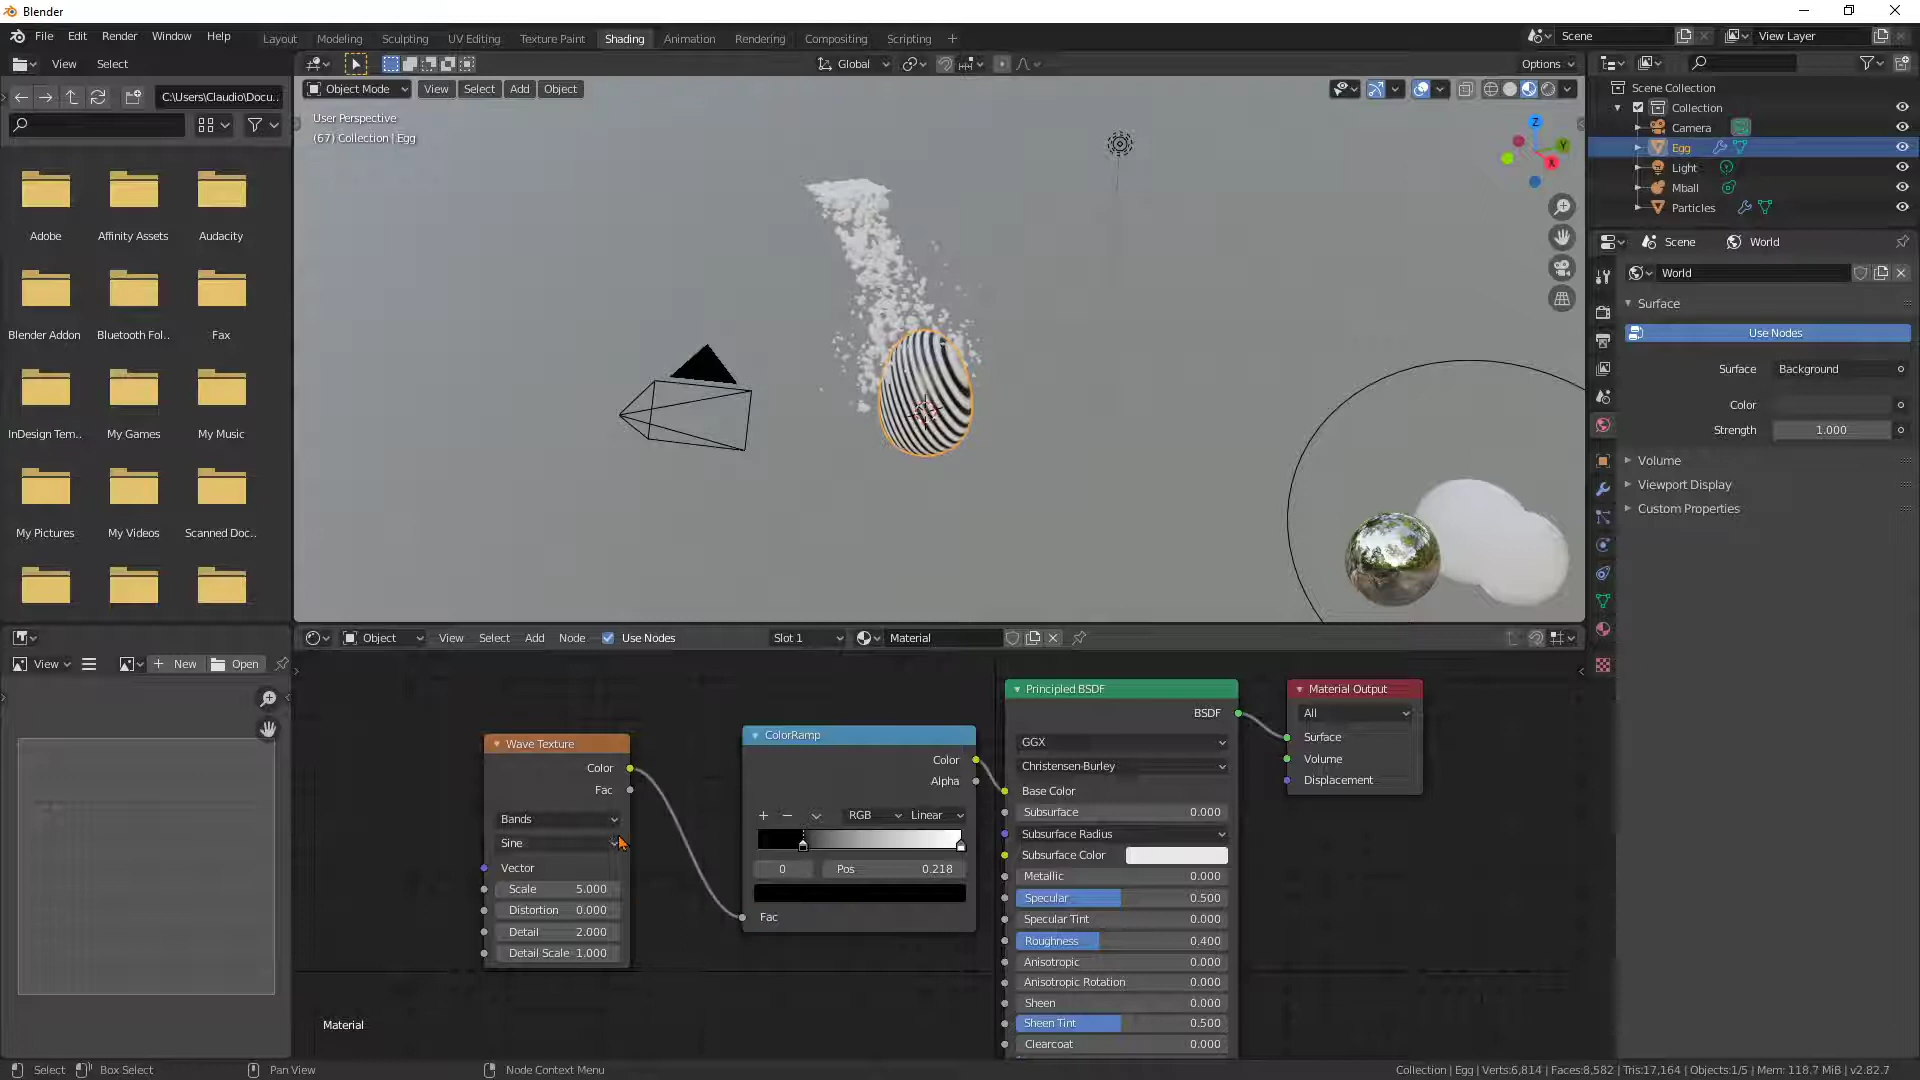 Blender
File Edit Render Window Help
Layout Modeling Sculpting UV Editing Texture Paint Shading Animation Rendering Compositing Scripting +
Scene
View Layer
View Select
Global
Options
C:\Users\Claudio\Docu..
Object Mode View Select Add Object
User Perspective
(67) Collection | Egg
Z
Y
X
Adobe
Affinity Assets
Audacity
Blender Addon
Bluetooth Fol..
Fax
InDesign Tem..
My Games
My Music
My Pictures
My Videos
Scanned Doc..
Scene Collection
Collection
Camera
Egg
Light
Mball
Particles
Scene World
World
Surface
Use Nodes
Surface Background
Color
Strength 1.000
Volume
Viewport Display
Custom Properties
View New Open
Object View Select Add Node Use Nodes Slot 1 Material
Wave Texture
Color
Fac
Bands
Sine
Vector
Scale 5.000
Distortion 0.000
Detail 2.000
Detail Scale 1.000
ColorRamp
Color
Alpha
RGB Linear
0 Pos 0.218
Fac
Principled BSDF
BSDF
GGX
Christensen-Burley
Base Color
Subsurface 0.000
Subsurface Radius
Subsurface Color
Metallic 0.000
Specular 0.500
Specular Tint 0.000
Roughness 0.400
Anisotropic 0.000
Anisotropic Rotation 0.000
Sheen 0.000
Sheen Tint 0.500
Clearcoat 0.000
Material Output
All
Surface
Volume
Displacement
Material
Select Box Select Pan View Node Context Menu
Collection | Egg | Verts:6,814 | Faces:8,582 | Tris:17,164 | Objects:1/5 | Mem: 118.7 MiB | v2.82.7